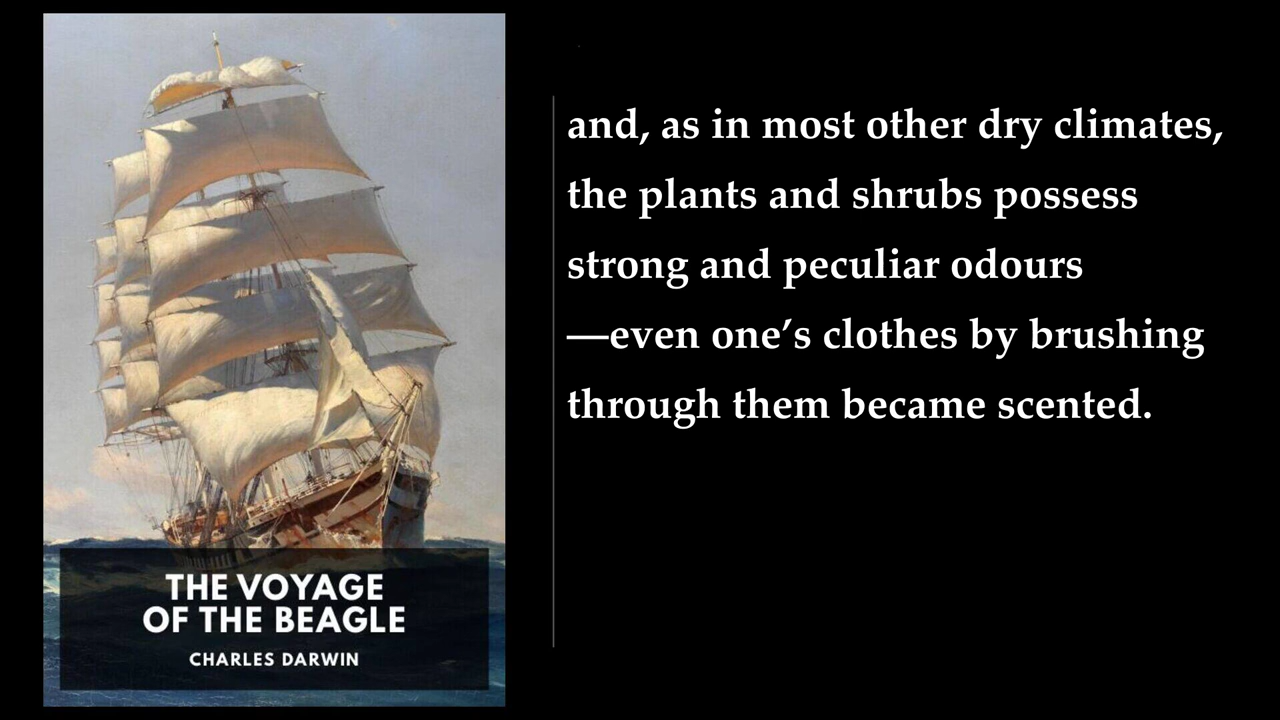 THE VOYAGE
OF THE BEAGLE
CHARLES DARWIN
and, as in most other dry climates,
the plants and shrubs possess
strong and peculiar odours
—even one’s clothes by brushing
through them became scented.